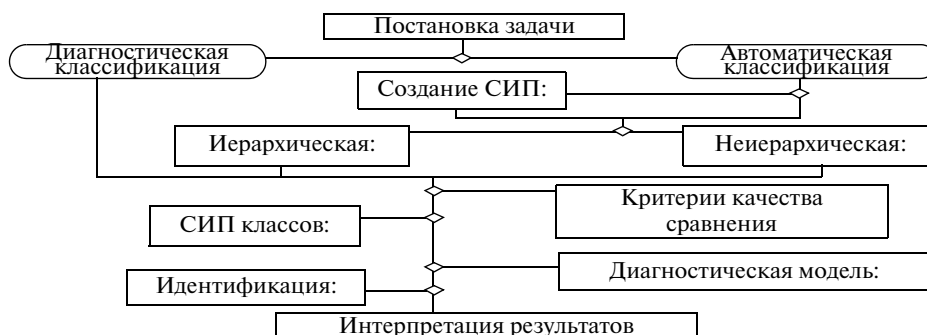 Постановка задачи
Диагностическая
классификация
Автоматическая
классификация
Создание СИП:
Иерархическая:
Неиерархическая:
Критерии качества
сравнения
СИП классов:
Диагностическая модель:
Идентификация:
Интерпретация результатов